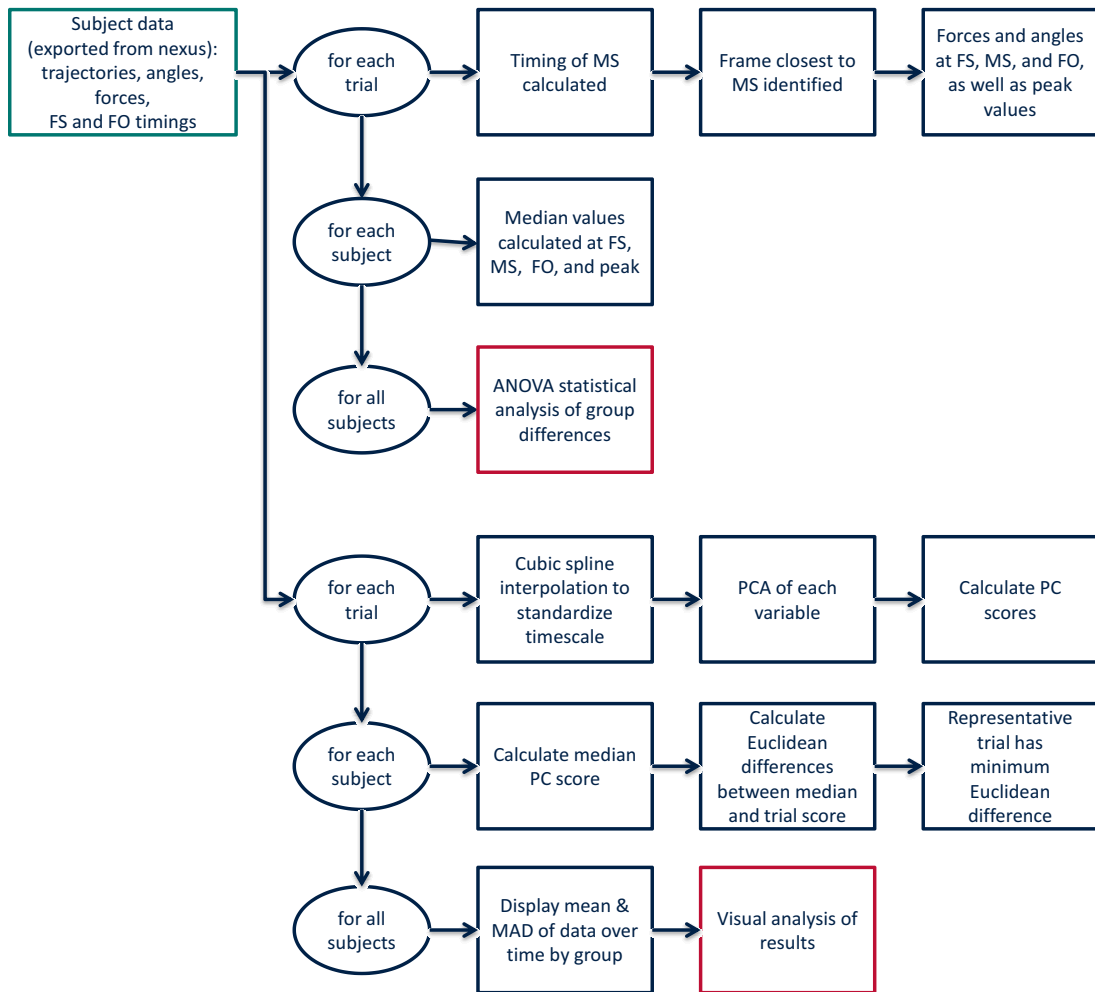 Subject data
(exported from nexus):
trajectories, angles,
forces,
FS and FO timings
for each
trial
Timing of MS
calculated
Frame closest to
MS identified
Forces and angles
at FS, MS, and FO,
as well as peak
values
for each
subject
Median values
calculated at FS,
MS, FO, and peak
for all
subjects
ANOVA statistical
analysis of group
differences
for each
trial
Cubic spline
interpolation to
standardize
timescale
PCA of each
variable
Calculate PC
scores
for each
subject
Calculate median
PC score
Calculate
Euclidean
differences
between median
and trial score
Representative
trial has
minimum
Euclidean
difference
for all
subjects
Display mean &
MAD of data over
time by group
Visual analysis of
results